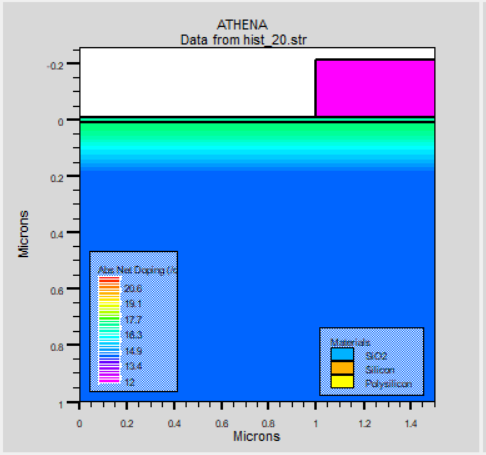 ATHENA
Data from hist_20.str
-0.2
0
0.2
0.4
0.6
0.8
1
Microns
Abs Net Doping (/c
20.6
19.1
17.7
16.3
14.9
13.4
12
Materials
SiO2
Silicon
Polysilicon
0 0.2 0.4 0.6 0.8 1 1.2 1.4
Microns